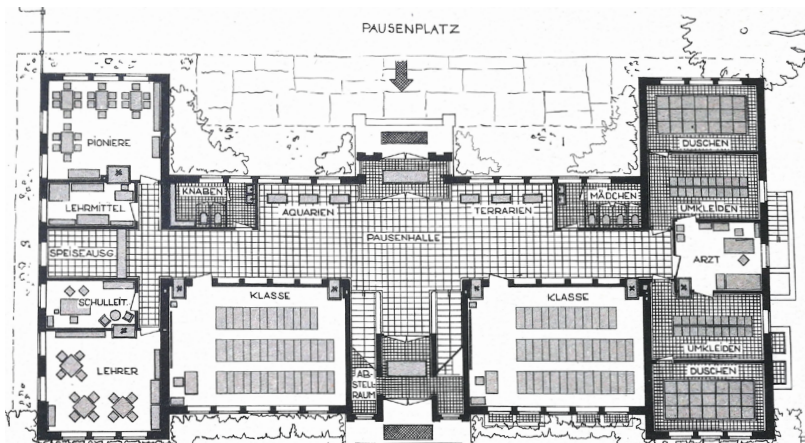 PAUSENPLATZ
PIONIERE
DUSCHEN
KNABEN
MÄDCHEN
LEHRMITTEL
AQUARIEN
TERRARIEN
UMKLEIDEN
PAUSENHALLE
SPEISEAUSG.
ARZT
SCHULLEIT.
KLASSE
KLASSE
UMKLEIDEN
LEHRER
AB-
STELL-
RAUM
DUSCHEN